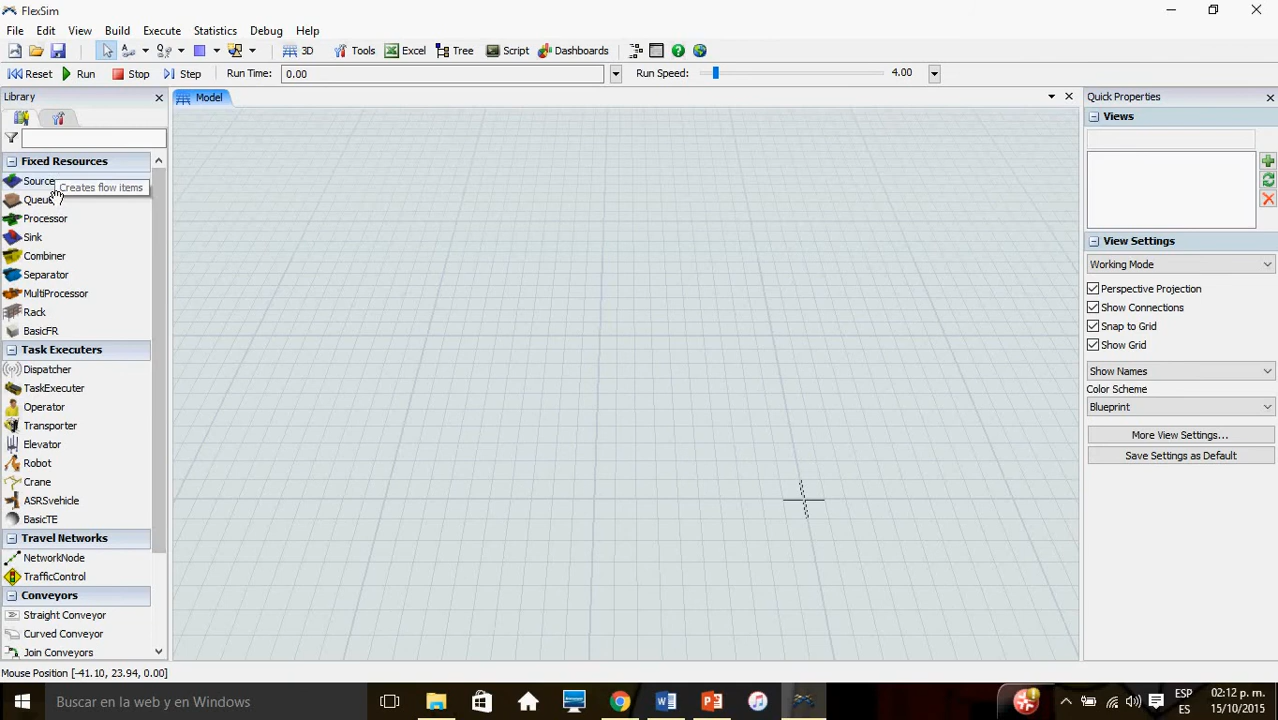 FlexSim
File Edit View Build Execute Statistics Debug Help
3D Tools Excel Tree Script Dashboards
Reset Run Stop Step Run Time: 0.00 Run Speed: 4.00
Library
Model
Quick Properties
Views
Fixed Resources
Source
Creates flow items
Queue
Processor
Sink
Combiner
Separator
MultiProcessor
Rack
BasicFR
Task Executers
Dispatcher
TaskExecuter
Operator
Transporter
Elevator
Robot
Crane
ASRSvehicle
BasicTE
Travel Networks
NetworkNode
TrafficControl
Conveyors
Straight Conveyor
Curved Conveyor
Join Conveyors
View Settings
Working Mode
Perspective Projection
Show Connections
Snap to Grid
Show Grid
Show Names
Color Scheme
Blueprint
More View Settings...
Save Settings as Default
Mouse Position [-41.10, 23.94, 0.00]
Buscar en la web y en Windows
ESP
ES
02:12 p. m.
15/10/2015